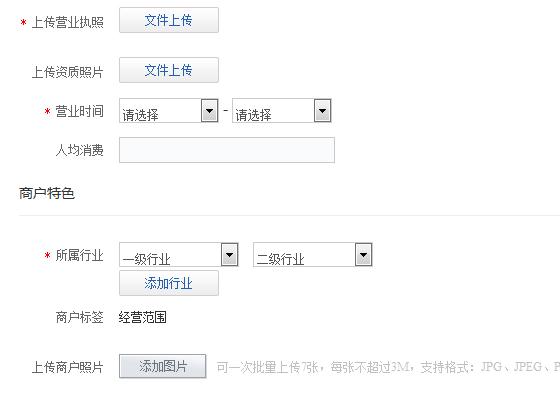 * 上传营业执照 文件上传
上传资质照片 文件上传
* 营业时间 请选择 - 请选择
人均消费
商户特色
* 所属行业 一级行业 二级行业
添加行业
商户标签 经营范围
上传商户照片 添加图片 可一次批量上传7张，每张不超过3M，支持格式：JPG、JPEG、P